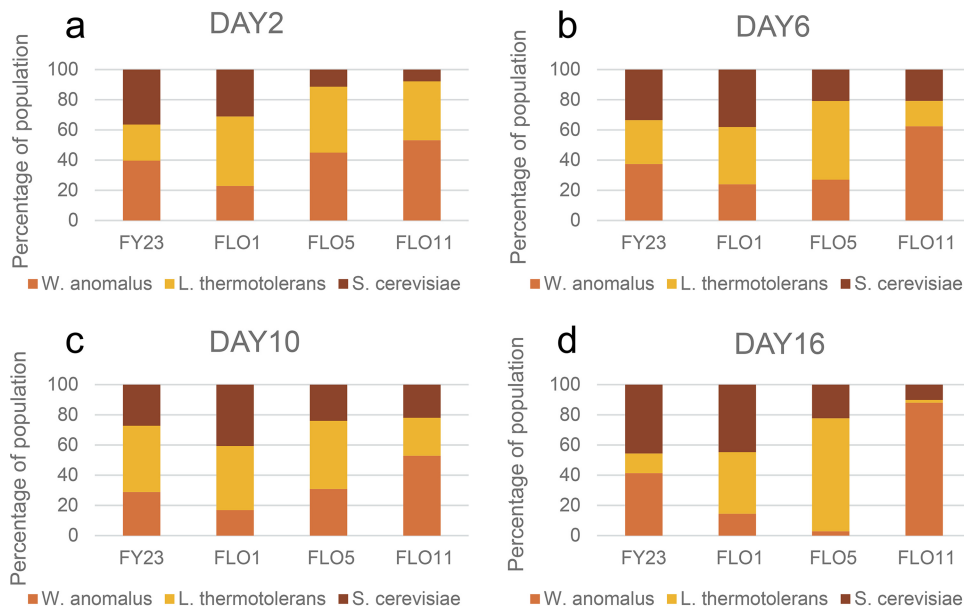 a
DAY2
Percentage of population
100
80
60
40
20
0
FY23 FLO1 FLO5 FLO11
W. anomalus L. thermotolerans S. cerevisiae
b
DAY6
Percentage of population
100
80
60
40
20
0
FY23 FLO1 FLO5 FLO11
W. anomalus L. thermotolerans S. cerevisiae
c
DAY10
Percentage of population
100
80
60
40
20
0
FY23 FLO1 FLO5 FLO11
W. anomalus L. thermotolerans S. cerevisiae
d
DAY16
Percentage of population
100
80
60
40
20
0
FY23 FLO1 FLO5 FLO11
W. anomalus L. thermotolerans S. cerevisiae